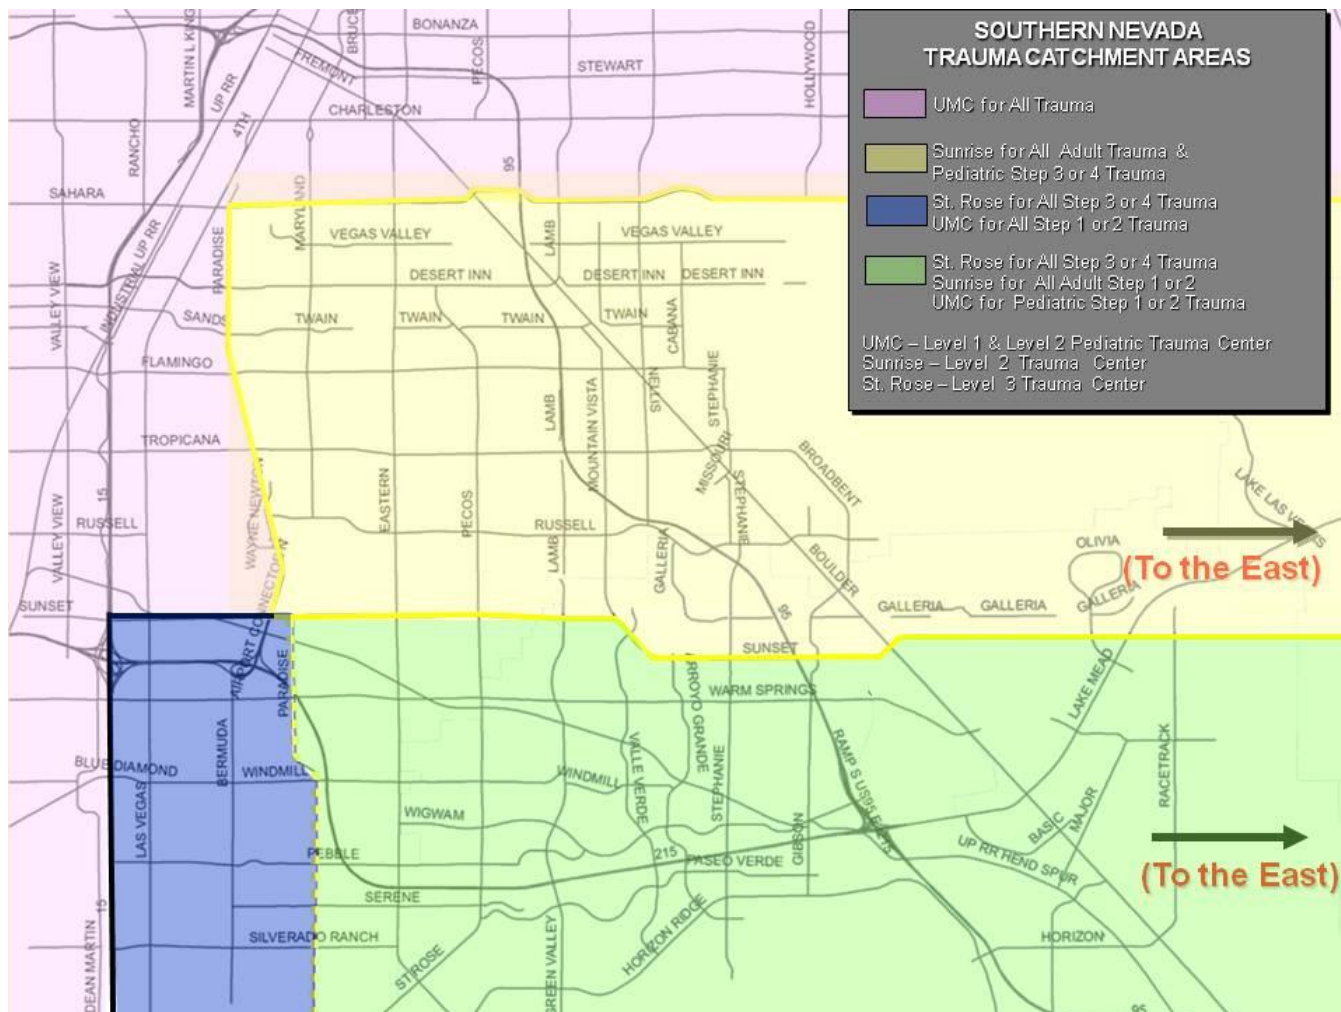 SOUTHERN NEVADA
TRAUMA CATCHMENT AREAS
UMC for All Trauma
Sunrise for All Adult Trauma &
Pediatric Step 3 or 4 Trauma
St. Rose for All Step 3 or 4 Trauma
UMC for All Step 1 or 2 Trauma
St. Rose for All Step 3 or 4 Trauma
Sunrise for All Adult Step 1 or 2
UMC for Pediatric Step 1 or 2 Trauma
UMC – Level 1 & Level 2 Pediatric Trauma Center
Sunrise – Level 2 Trauma Center
St. Rose – Level 3 Trauma Center
MARTIN L KING
BRUCE
BONANZA
PECOS
STEWART
HOLLYWOOD
UP RR
FREMONT
CHARLESTON
4TH
RANCHO
95
SAHARA
MARYLAND
PARADISE
VEGAS VALLEY
LAMB
VEGAS VALLEY
INDUSTRIAL UP RR
VALLEY VIEW
DESERT INN
DESERT INN
DESERT INN
SANDS
TWAIN
TWAIN
TWAIN
TWAIN
CABANA
FLAMINGO
NELLIS
STEPHANIE
LAMB
MOUNTAIN VISTA
TROPICANA
MISSOURI
BROADBENT
WAYNE NEWTON
EASTERN
PECOS
STEPHANIE
LAKE LAS VEGAS
15
VALLEY VIEW
RUSSELL
RUSSELL
LAMB
GALLERIA
BOULDER
OLIVIA
(To the East)
SUNSET
95
GALLERIA
GALLERIA
GALLERIA
SUNSET
AIRPORT CONNECTOR
PARADISE
WARM SPRINGS
ARROYO GRANDE
LAKE MEAD
BERMUDA
BLUE DIAMOND
WINDMILL
WINDMILL
VALLE VERDE
STEPHANIE
RACETRACK
LAS VEGAS
WIGWAM
GIBSON
BASIC
MAJOR
PEBBLE
215
PASEO VERDE
UP RR HEND SPUR
(To the East)
SERENE
15
DEAN MARTIN
SILVERADO RANCH
ST ROSE
GREEN VALLEY
HORIZON RIDGE
HORIZON
95